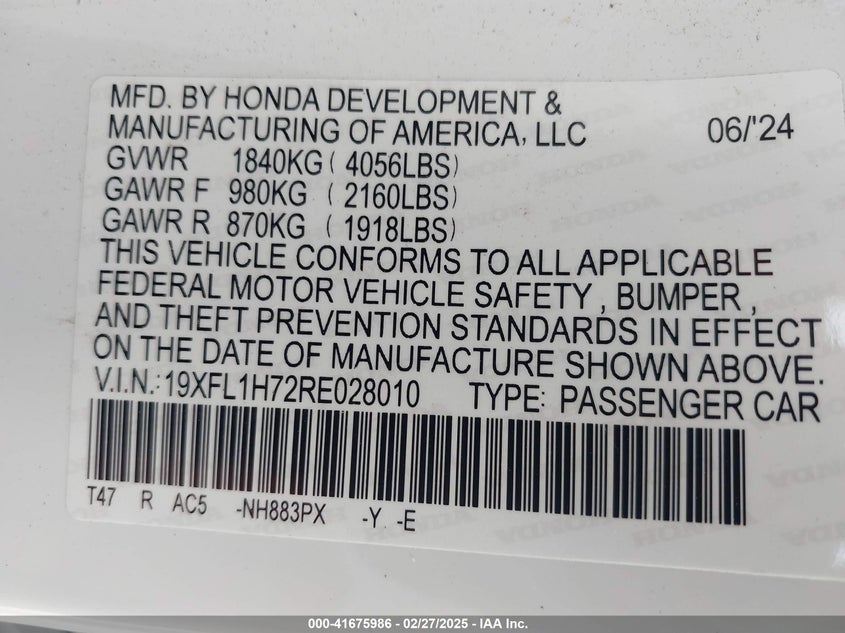 MFD. BY HONDA DEVELOPMENT &
MANUFACTURING OF AMERICA, LLC 06/'24
GVWR 1840KG ( 4056LBS)
GAWR F 980KG ( 2160LBS)
GAWR R 870KG ( 1918LBS)
THIS VEHICLE CONFORMS TO ALL APPLICABLE
FEDERAL MOTOR VEHICLE SAFETY , BUMPER ,
AND THEFT PREVENTION STANDARDS IN EFFECT
ON THE DATE OF MANUFACTURE SHOWN ABOVE.
V.I.N.:19XFL1H72RE028010 TYPE: PASSENGER CAR
T47 R AC5 -NH883PX -Y -E
000-41675986 - 02/27/2025 - IAA Inc.